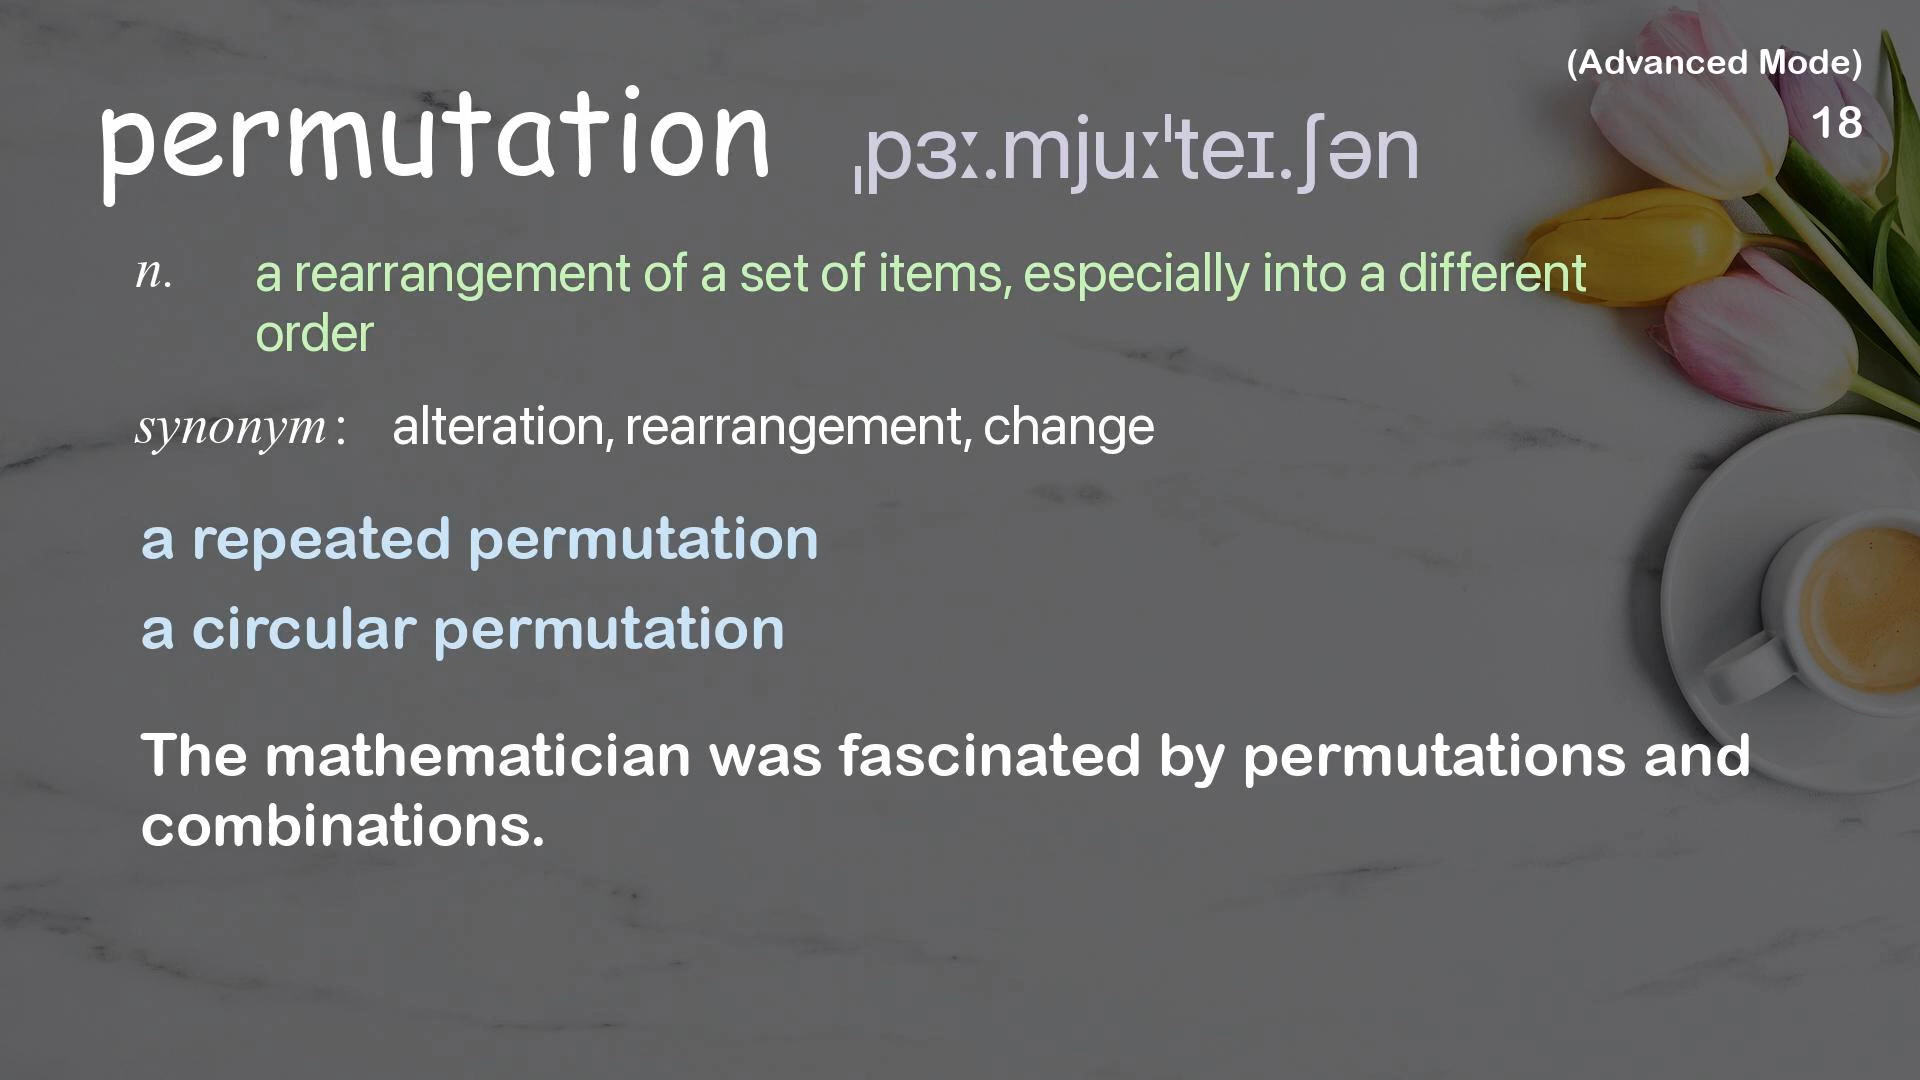 (Advanced Mode)
18
permutation ˌpɜː.mjuːˈteɪ.ʃən
n. a rearrangement of a set of items, especially into a different
order
synonym: alteration, rearrangement, change
a repeated permutation
a circular permutation
The mathematician was fascinated by permutations and
combinations.